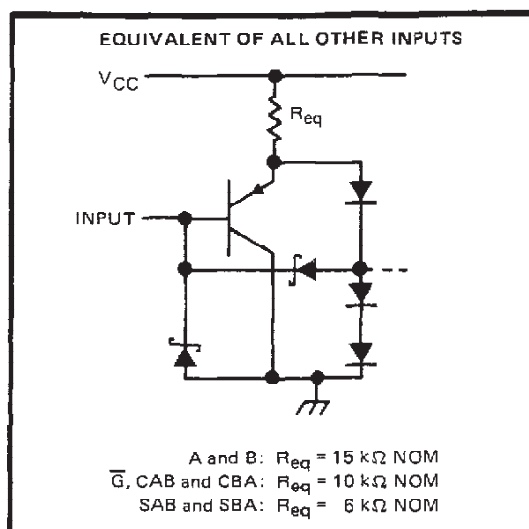 EQUIVALENT OF ALL OTHER INPUTS
VCC
Req
INPUT
A and B: Req = 15 kΩ NOM
G̅, CAB and CBA: Req = 10 kΩ NOM
SAB and SBA: Req = 6 kΩ NOM